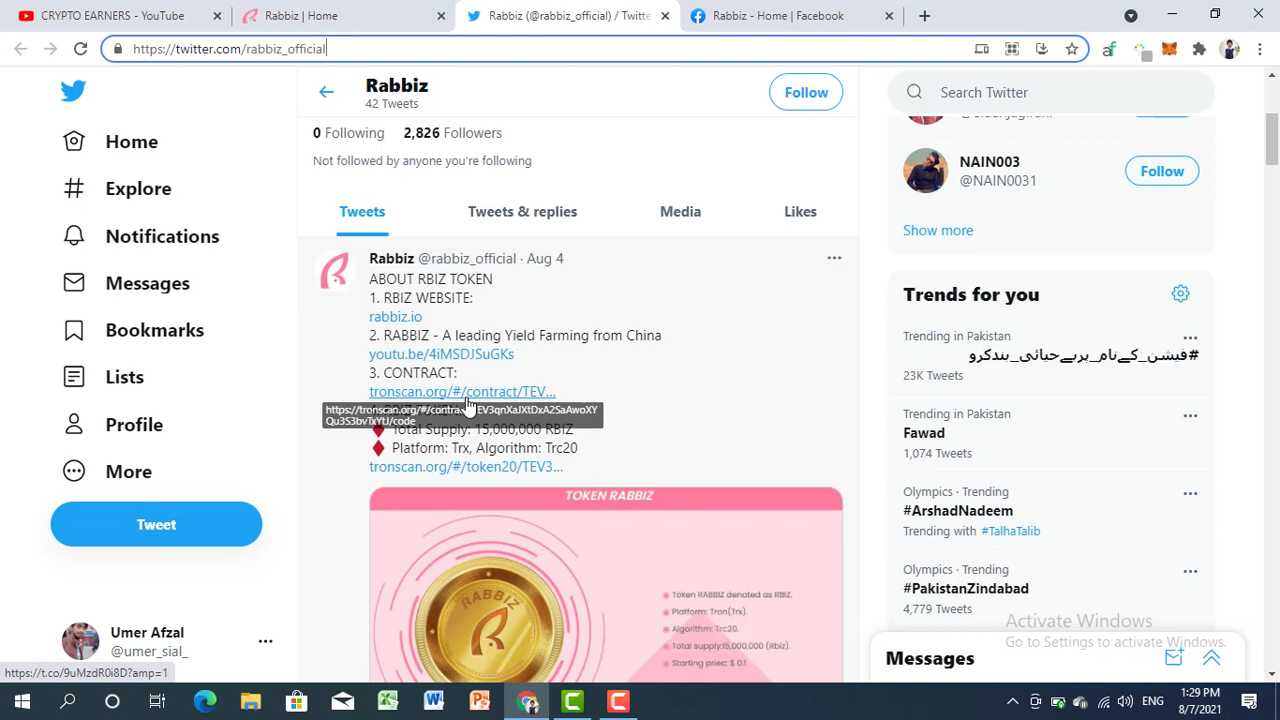 CRYPTO EARNERS - YouTube
Rabbiz | Home
Rabbiz (@rabbiz_official) / Twitte
Rabbiz - Home | Facebook
https://twitter.com/rabbiz_official
Rabbiz
42 Tweets
Follow
0 Following 2,826 Followers
Not followed by anyone you're following
Tweets
Tweets & replies
Media
Likes
Rabbiz @rabbiz_official · Aug 4
ABOUT RBIZ TOKEN
1. RBIZ WEBSITE:
rabbiz.io
2. RABBIZ - A leading Yield Farming from China
youtu.be/4iMSDJSuGKs
3. CONTRACT:
tronscan.org/#/contract/TEV...
Total Supply: 15,000,000 RBIZ
Platform: Trx, Algorithm: Trc20
tronscan.org/#/token20/TEV3...
TOKEN RABBIZ
RABBIZ
Token RABBIZ denoted as RBIZ.
Platform: Tron(Trx).
Algorithm: Trc20.
Total supply:15,000,000 (Rbiz).
Starting priec: $ 0.1
Home
Explore
Notifications
Messages
Bookmarks
Lists
Profile
More
Tweet
Umer Afzal
@umer_sial_
https://t.co/9uMzdR0i8D?amp=1
Search Twitter
NAIN003
@NAIN0031
Follow
Show more
Trends for you
Trending in Pakistan
#فیشن_کےنام_پربےحیائی_بندکرو
23K Tweets
Trending in Pakistan
Fawad
1,074 Tweets
Olympics · Trending
#ArshadNadeem
Trending with #TalhaTalib
Olympics · Trending
#PakistanZindabad
4,779 Tweets
Activate Windows
Go to Settings to activate Windows.
Messages
ENG
1:29 PM
8/7/2021